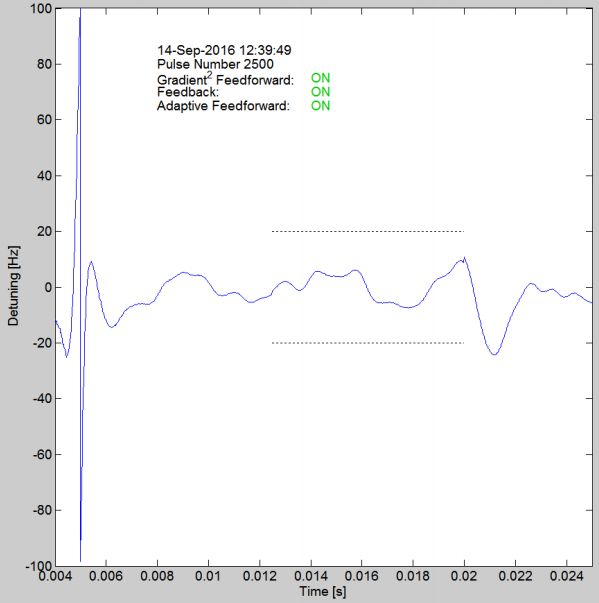 100
80
60
40
20
0
-20
-40
-60
-80
-100
Detuning [Hz]
14-Sep-2016 12:39:49
Pulse Number 2500
Gradient² Feedforward: ON
Feedback: ON
Adaptive Feedforward: ON
0.004 0.006 0.008 0.01 0.012 0.014 0.016 0.018 0.02 0.022 0.024
Time [s]